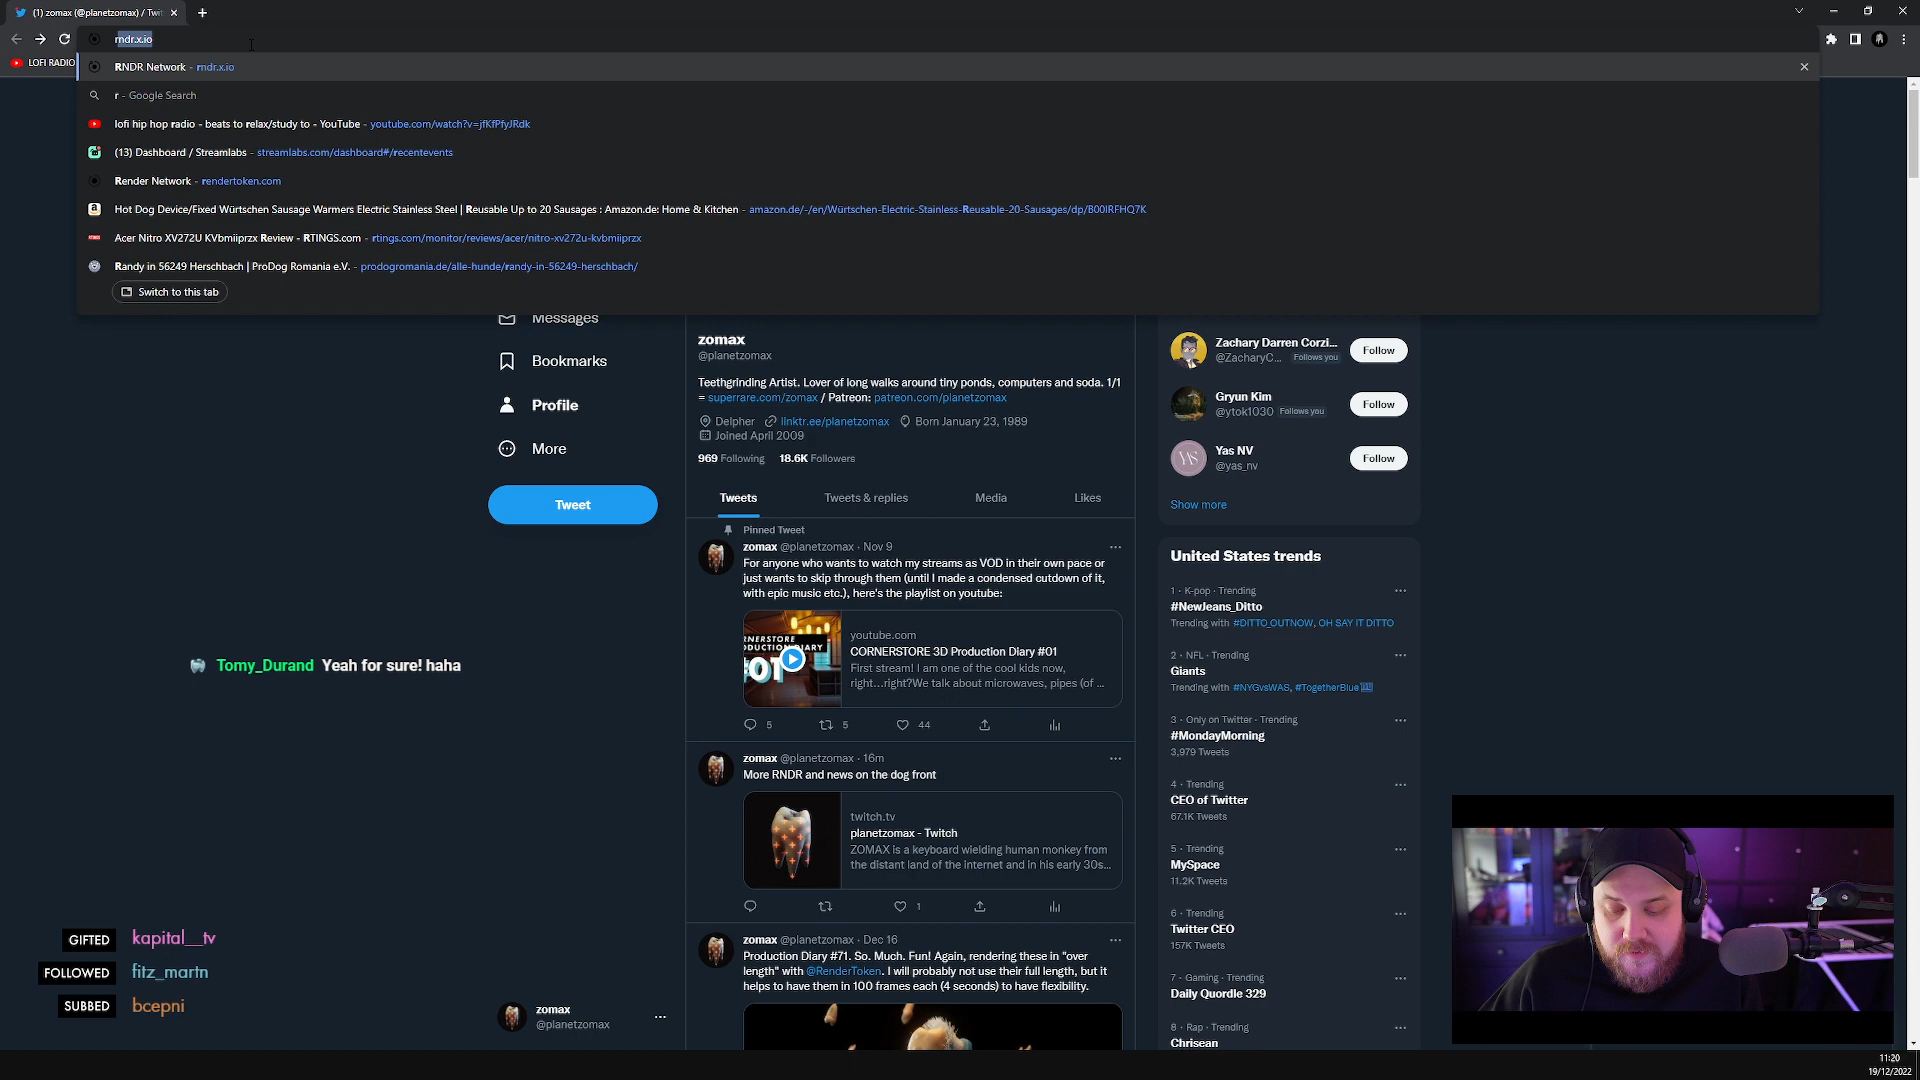 (1) zomax (@planetzomax) / Twit
rndr.x.io
LOFI RADIO
RNDR Network - rndr.x.io
r - Google Search
lofi hip hop radio - beats to relax/study to - YouTube - youtube.com/watch?v=jfKfPfyJRdk
(13) Dashboard / Streamlabs - streamlabs.com/dashboard#/recentevents
Render Network - rendertoken.com
Hot Dog Device/Fixed Würtschen Sausage Warmers Electric Stainless Steel | Reusable Up to 20 Sausages : Amazon.de: Home & Kitchen - amazon.de/-/en/Würtschen-Electric-Stainless-Reusable-20-Sausages/dp/B00IRFHQ7K
Acer Nitro XV272U KVbmiiprzx Review - RTINGS.com - rtings.com/monitor/reviews/acer/nitro-xv272u-kvbmiiprzx
Randy in 56249 Herschbach | ProDog Romania e.V. - prodogromania.de/alle-hunde/randy-in-56249-herschbach/
Switch to this tab
Messages
Bookmarks
Profile
More
Tweet
zomax
@planetzomax
Teethgrinding Artist. Lover of long walks around tiny ponds, computers and soda. 1/1
= superrare.com/zomax / Patreon: patreon.com/planetzomax
Delpher linktr.ee/planetzomax Born January 23, 1989
Joined April 2009
969 Following 18.6K Followers
Tweets Tweets & replies Media Likes
Pinned Tweet
zomax @planetzomax · Nov 9
For anyone who wants to watch my streams as VOD in their own pace or
just wants to skip through them (until I made a condensed cutdown of it,
with epic music etc.), here's the playlist on youtube:
RNERSTORE
ODUCTION DIARY
#01
youtube.com
CORNERSTORE 3D Production Diary #01
First stream! I am one of the cool kids now,
right...right?We talk about microwaves, pipes (of ...
5 5 44
zomax @planetzomax · 16m
More RNDR and news on the dog front
twitch.tv
planetzomax - Twitch
ZOMAX is a keyboard wielding human monkey from
the distant land of the internet and in his early 30s...
1
zomax @planetzomax · Dec 16
Production Diary #71. So. Much. Fun! Again, rendering these in "over
length" with @RenderToken. I will probably not use their full length, but it
helps to have them in 100 frames each (4 seconds) to have flexibility.
Zachary Darren Corzi...
@ZacharyC... Follows you
Follow
Gryun Kim
@ytok1030 Follows you
Follow
YS
Yas NV
@yas_nv
Follow
Show more
United States trends
1 · K-pop · Trending
#NewJeans_Ditto
Trending with #DITTO_OUTNOW, OH SAY IT DITTO
2 · NFL · Trending
Giants
Trending with #NYGvsWAS, #TogetherBlue
3 · Only on Twitter · Trending
#MondayMorning
3,979 Tweets
4 · Trending
CEO of Twitter
67.1K Tweets
5 · Trending
MySpace
11.2K Tweets
6 · Trending
Twitter CEO
157K Tweets
7 · Gaming · Trending
Daily Quordle 329
8 · Rap · Trending
Chrisean
Tomy_Durand Yeah for sure! haha
GIFTED kapital__tv
FOLLOWED fitz_martn
SUBBED bcepni
zomax
@planetzomax
11:20
19/12/2022